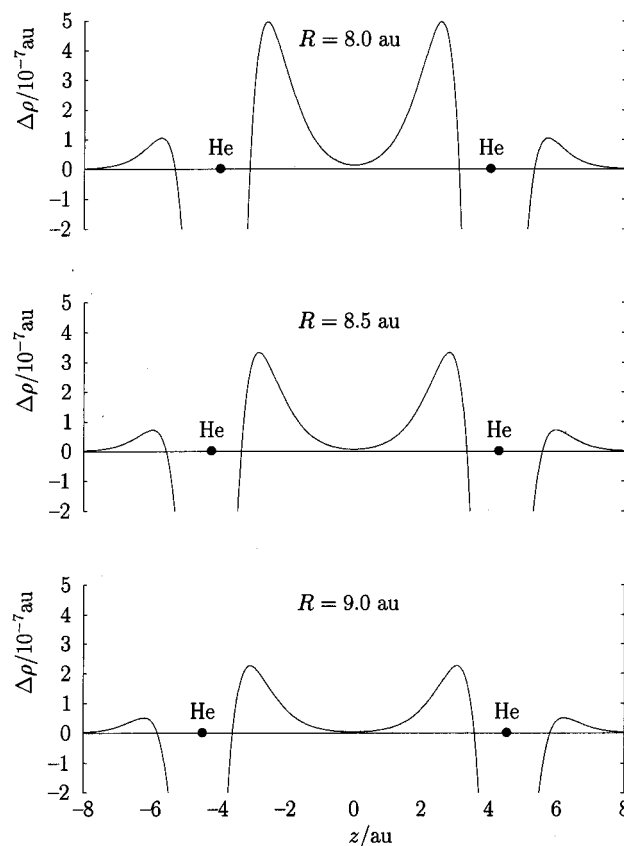 5
4
3
2
1
0
−1
−2
Δρ/10⁻⁷au
R = 8.0 au
He
He
5
4
3
2
1
0
−1
−2
Δρ/10⁻⁷au
R = 8.5 au
He
He
5
4
3
2
1
0
−1
−2
Δρ/10⁻⁷au
R = 9.0 au
He
He
−8 −6 −4 −2 0 2 4 6 8
z/au